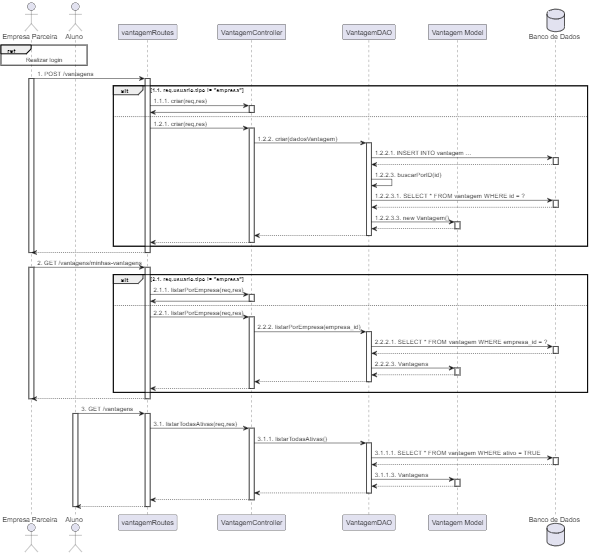 Empresa Parceira Aluno vantagemRoutes VantagemController VantagemDAO Vantagem Model Banco de Dados
ref
Realizar login
1. POST /vantagens
alt [1.1. req.usuario.tipo != "empresa"]
1.1.1. criar(req,res)
1.2.1. criar(req,res)
1.2.2. criar(dadosVantagem)
1.2.2.1. INSERT INTO vantagem ...
1.2.2.3. buscarPorID(id)
1.2.2.3.1. SELECT * FROM vantagem WHERE id = ?
1.2.2.3.3. new Vantagem()
2. GET /vantagens/minhas-vantagens
alt [2.1. req.usuario.tipo != "empresa"]
2.1.1. listarPorEmpresa(req,res)
2.2.1. listarPorEmpresa(req,res)
2.2.2. listarPorEmpresa(empresa_id)
2.2.2.1. SELECT * FROM vantagem WHERE empresa_id = ?
2.2.2.3. Vantagens
3. GET /vantagens
3.1. listarTodasAtivas(req,res)
3.1.1. listarTodasAtivas()
3.1.1.1. SELECT * FROM vantagem WHERE ativo = TRUE
3.1.1.3. Vantagens
Empresa Parceira Aluno vantagemRoutes VantagemController VantagemDAO Vantagem Model Banco de Dados